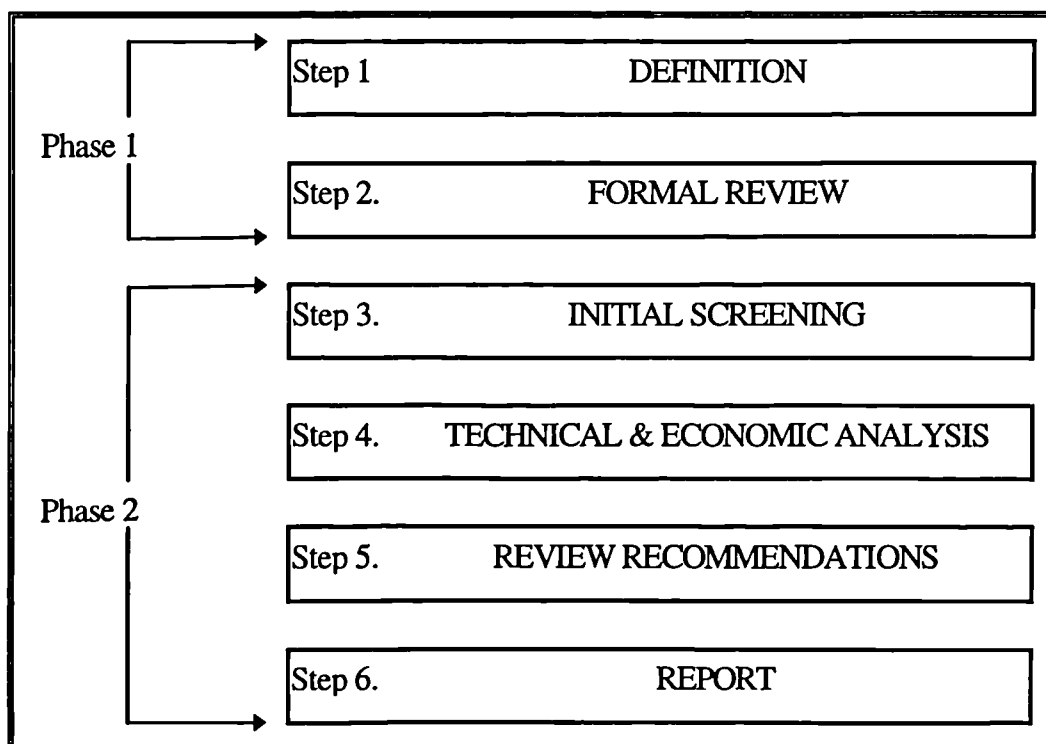 Step 1 DEFINITION
Phase 1
Step 2. FORMAL REVIEW
Step 3. INITIAL SCREENING
Step 4. TECHNICAL & ECONOMIC ANALYSIS
Phase 2
Step 5. REVIEW RECOMMENDATIONS
Step 6. REPORT